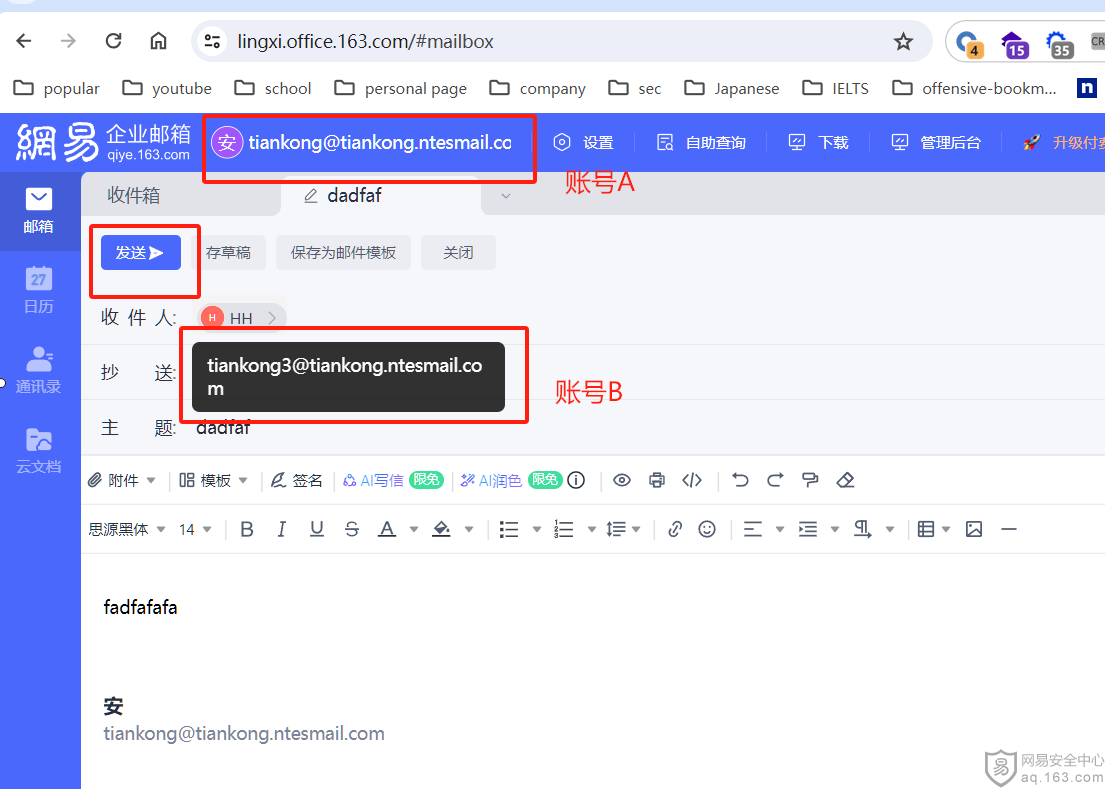 lingxi.office.163.com/#mailbox
4
15
35
CR
popular
youtube
school
personal page
company
sec
Japanese
IELTS
offensive-bookm...
n
網易
企业邮箱
qiye.163.com
安
tiankong@tiankong.ntesmail.co
设置
自助查询
下载
管理后台
升级付费
账号A
邮箱
收件箱
dadfaf
发送
存草稿
保存为邮件模板
关闭
27
日历
收 件 人:
H
HH
抄 送:
tiankong3@tiankong.ntesmail.co
m
账号B
通讯录
主 题:
dadfaf
云文档
附件
模板
签名
AI写信
限免
AI润色
限免
思源黑体
14
B
I
U
S
A
fadfafafa
安
tiankong@tiankong.ntesmail.com
易
网易安全中心
aq.163.com